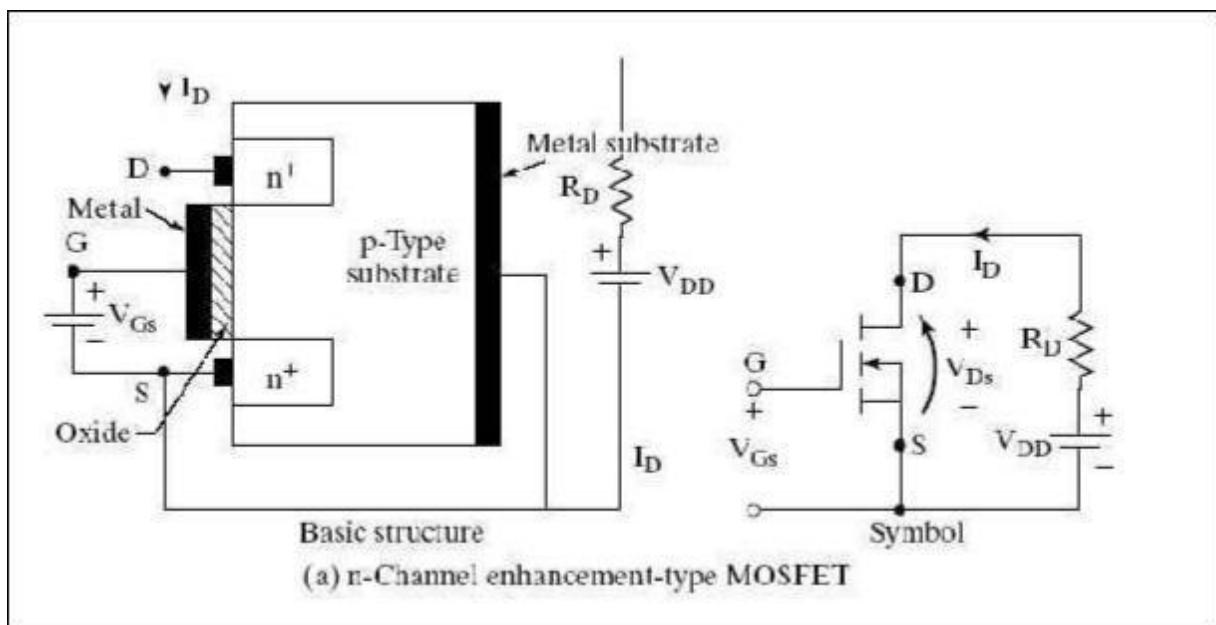 I_D
D
n^+
Metal substrate
Metal
G
p-Type
substrate
R_D
+
V_DD
+
V_Gs
-
S
n^+
Oxide
I_D
Basic structure
I_D
D
G
+
V_Gs
+
V_Ds
-
S
R_D
V_DD
+
-
Symbol
(a) n-Channel enhancement-type MOSFET